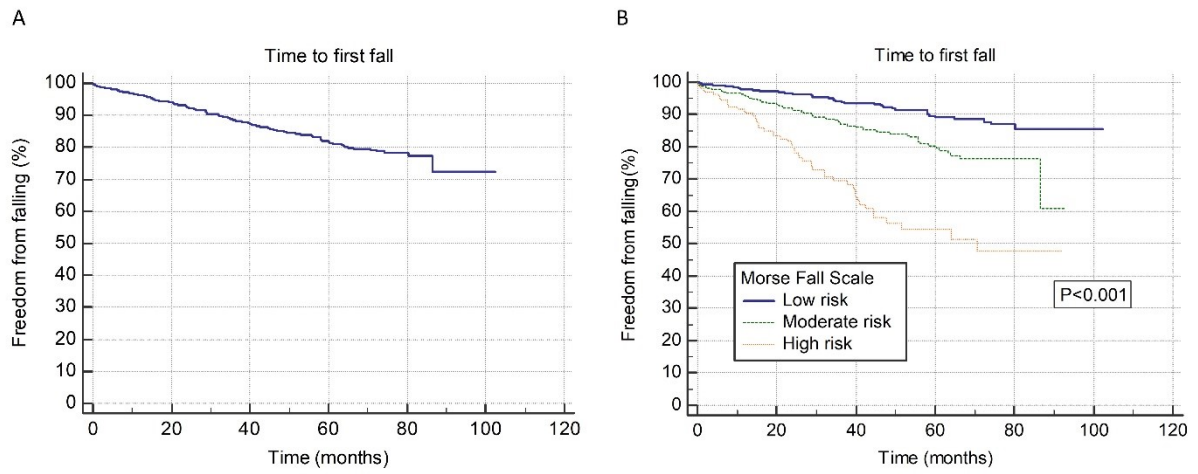 A
Time to first fall
Freedom from falling (%)
100
90
80
70
60
50
40
30
20
10
0
0 20 40 60 80 100 120
Time (months)
B
Time to first fall
Freedom from falling(%)
100
90
80
70
60
50
40
30
20
10
0
Morse Fall Scale
Low risk
Moderate risk
High risk
P<0.001
0 20 40 60 80 100 120
Time (months)